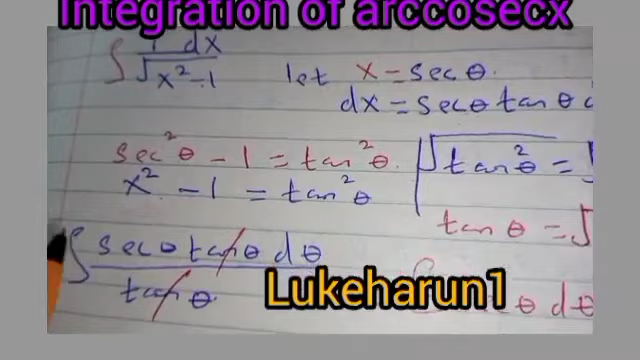 Integration of arccosecx
∫ 1 dx / √x² -1
let x = secθ.
dx = secθ tanθ
sec²θ - 1 = tan²θ.
x² - 1 = tan²θ
√tan²θ =
tanθ = √
∫ secθ tanθ dθ / tanθ
θ dθ
Lukeharun1